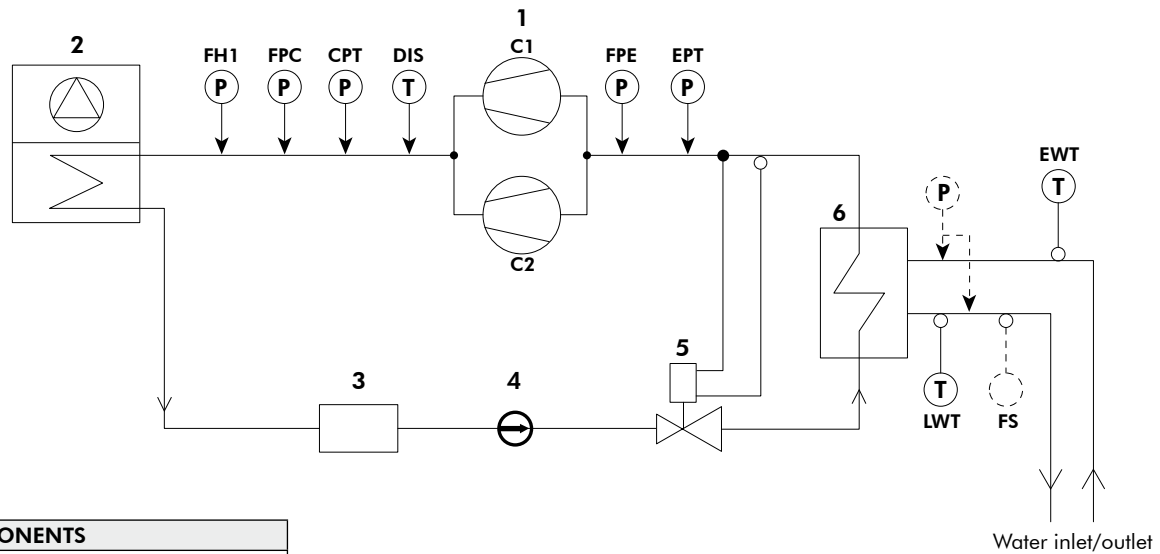 1
2
C1
FH1
FPC
CPT
DIS
FPE
EPT
P
P
P
T
P
P
EWT
T
P
6
C2
5
3
4
T
LWT
FS
Water inlet/outlet
ONENTS